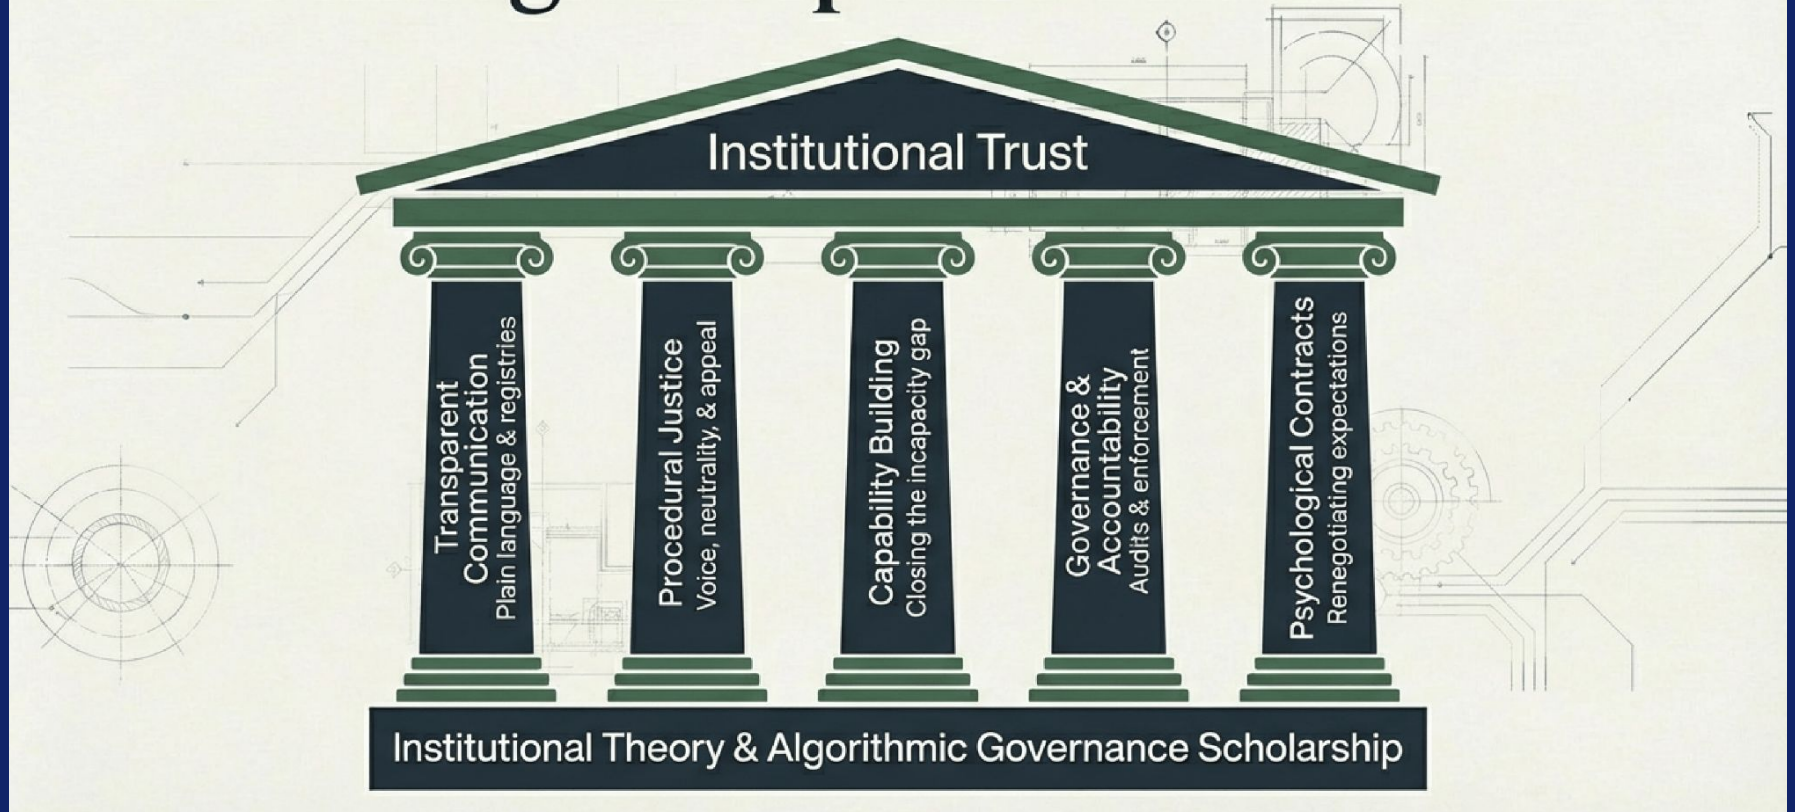 Institutional Trust
Transparent
Communication
Plain language & registries
Procedural Justice
Voice, neutrality, & appeal
Capability Building
Closing the incapacity gap
Governance &
Accountability
Audits & enforcement
Psychological Contracts
Renegotiating expectations
Institutional Theory & Algorithmic Governance Scholarship